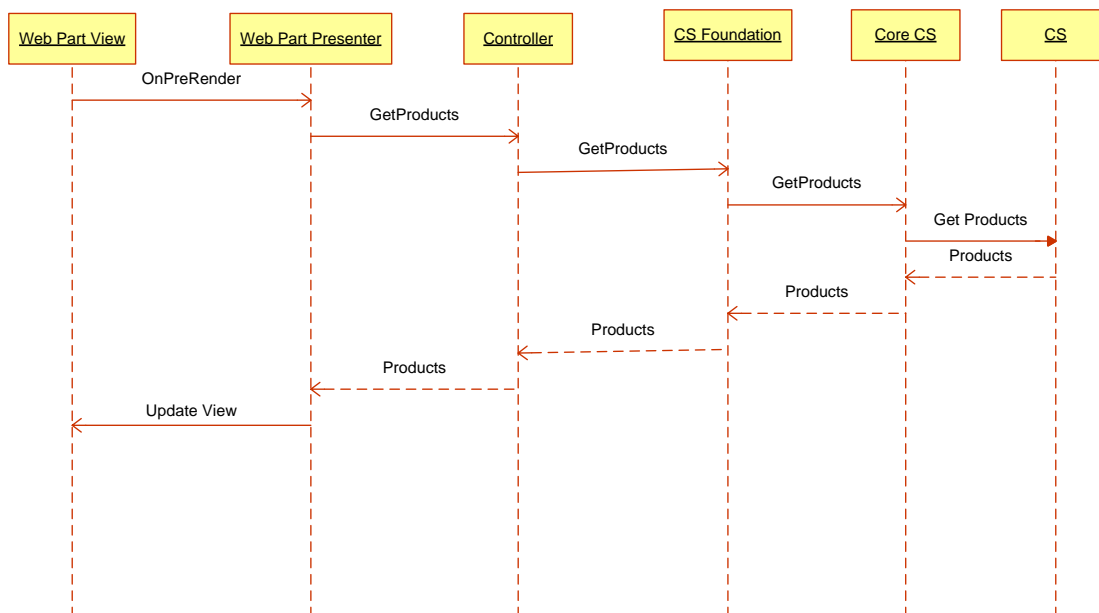 Web Part View
Web Part Presenter
Controller
CS Foundation
Core CS
CS
OnPreRender
GetProducts
GetProducts
GetProducts
Get Products
Products
Products
Products
Products
Update View